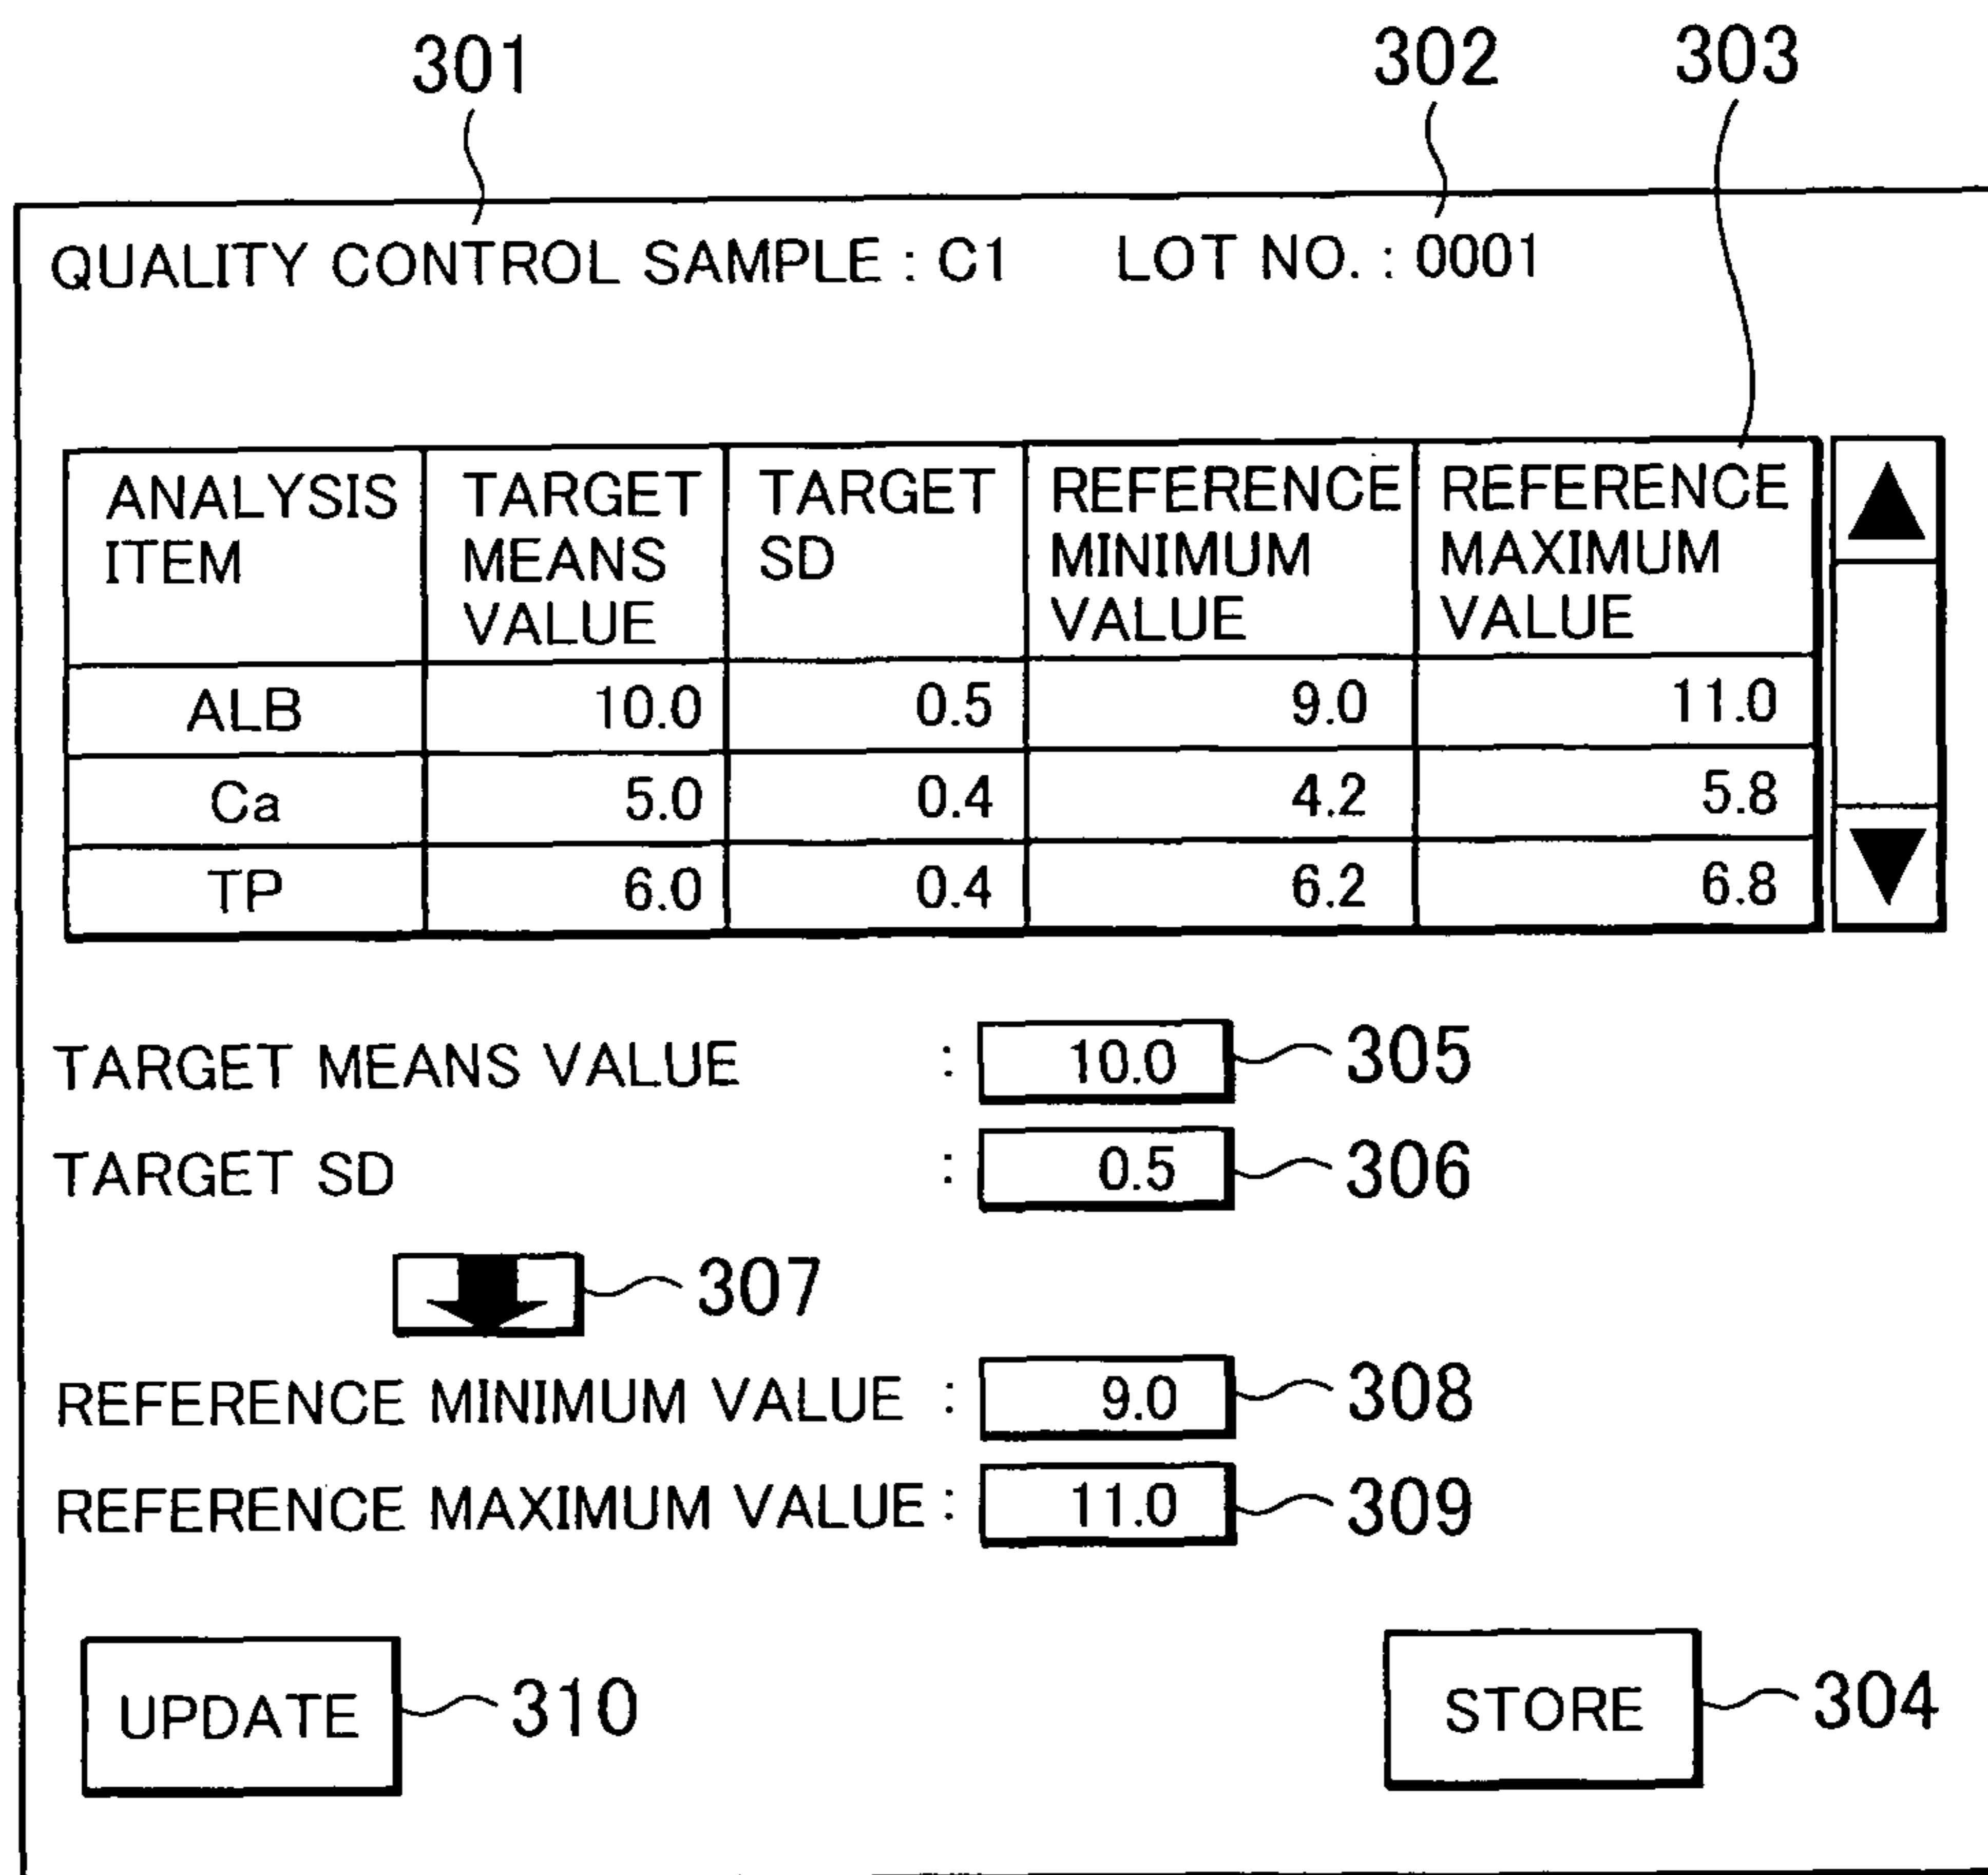 301 302 303
QUALITY CONTROL SAMPLE : C1 LOT NO. : 0001
ANALYSIS ITEM TARGET MEANS VALUE TARGET SD REFERENCE MINIMUM VALUE REFERENCE MAXIMUM VALUE
ALB 10.0 0.5 9.0 11.0
Ca 5.0 0.4 4.2 5.8
TP 6.0 0.4 6.2 6.8
TARGET MEANS VALUE : 10.0 305
TARGET SD : 0.5 306
307
REFERENCE MINIMUM VALUE : 9.0 308
REFERENCE MAXIMUM VALUE : 11.0 309
UPDATE 310 STORE 304